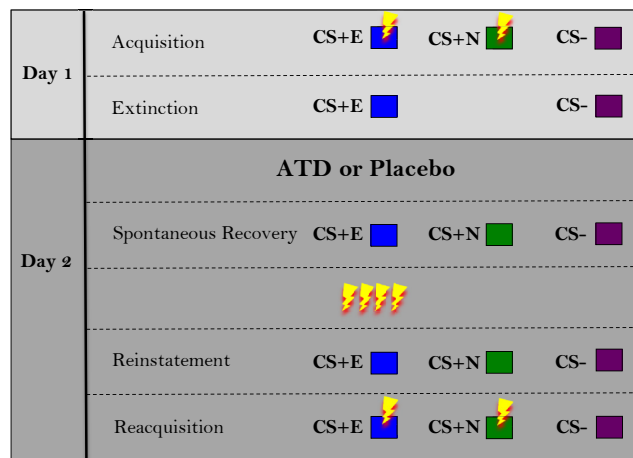 Day 1
Acquisition CS+E CS+N CS-
Extinction CS+E CS-
Day 2
ATD or Placebo
Spontaneous Recovery CS+E CS+N CS-
Reinstatement CS+E CS+N CS-
Reacquisition CS+E CS+N CS-